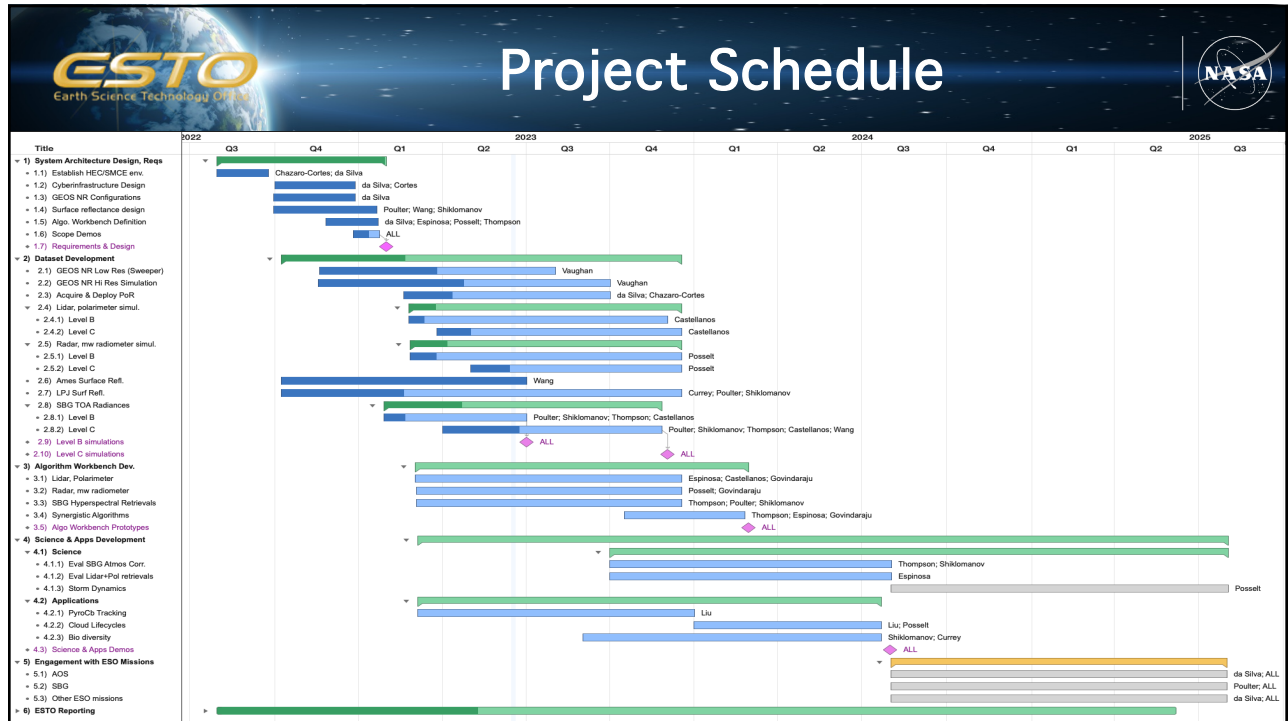 ESTO
Earth Science Technology Office
Project Schedule
NASA
2022 2023 2024 2025
Title Q3 Q4 Q1 Q2 Q3 Q4 Q1 Q2 Q3 Q4 Q1 Q2 Q3
1) System Architecture Design, Reqs
1.1) Establish HEC/SMCE env. Chazaro-Cortes; da Silva
1.2) Cyberinfrastructure Design da Silva; Cortes
1.3) GEOS NR Configurations da Silva
1.4) Surface reflectance design Poulter; Wang; Shiklomanov
1.5) Algo. Workbench Definition da Silva; Espinosa; Posselt; Thompson
1.6) Scope Demos ALL
1.7) Requirements & Design
2) Dataset Development
2.1) GEOS NR Low Res (Sweeper) Vaughan
2.2) GEOS NR Hi Res Simulation Vaughan
2.3) Acquire & Deploy PoR da Silva; Chazaro-Cortes
2.4) Lidar, polarimeter simul.
2.4.1) Level B Castellanos
2.4.2) Level C Castellanos
2.5) Radar, mw radiometer simul.
2.5.1) Level B Posselt
2.5.2) Level C Posselt
2.6) Ames Surface Refl. Wang
2.7) LPJ Surf Refl. Currey; Poulter; Shiklomanov
2.8) SBG TOA Radiances
2.8.1) Level B Poulter; Shiklomanov; Thompson; Castellanos
2.8.2) Level C Poulter; Shiklomanov; Thompson; Castellanos; Wang
2.9) Level B simulations ALL
2.10) Level C simulations ALL
3) Algorithm Workbench Dev.
3.1) Lidar, Polarimeter Espinosa; Castellanos; Govindaraju
3.2) Radar, mw radiometer Posselt; Govindaraju
3.3) SBG Hyperspectral Retrievals Thompson; Poulter; Shiklomanov
3.4) Synergistic Algorithms Thompson; Espinosa; Govindaraju
3.5) Algo Workbench Prototypes ALL
4) Science & Apps Development
4.1) Science
4.1.1) Eval SBG Atmos Corr. Thompson; Shiklomanov
4.1.2) Eval Lidar+Pol retrievals Espinosa
4.1.3) Storm Dynamics Posselt
4.2) Applications
4.2.1) PyroCb Tracking Liu
4.2.2) Cloud Lifecycles Liu; Posselt
4.2.3) Bio diversity Shiklomanov; Currey
4.3) Science & Apps Demos ALL
5) Engagement with ESO Missions
5.1) AOS da Silva; ALL
5.2) SBG Poulter; ALL
5.3) Other ESO missions da Silva; ALL
6) ESTO Reporting